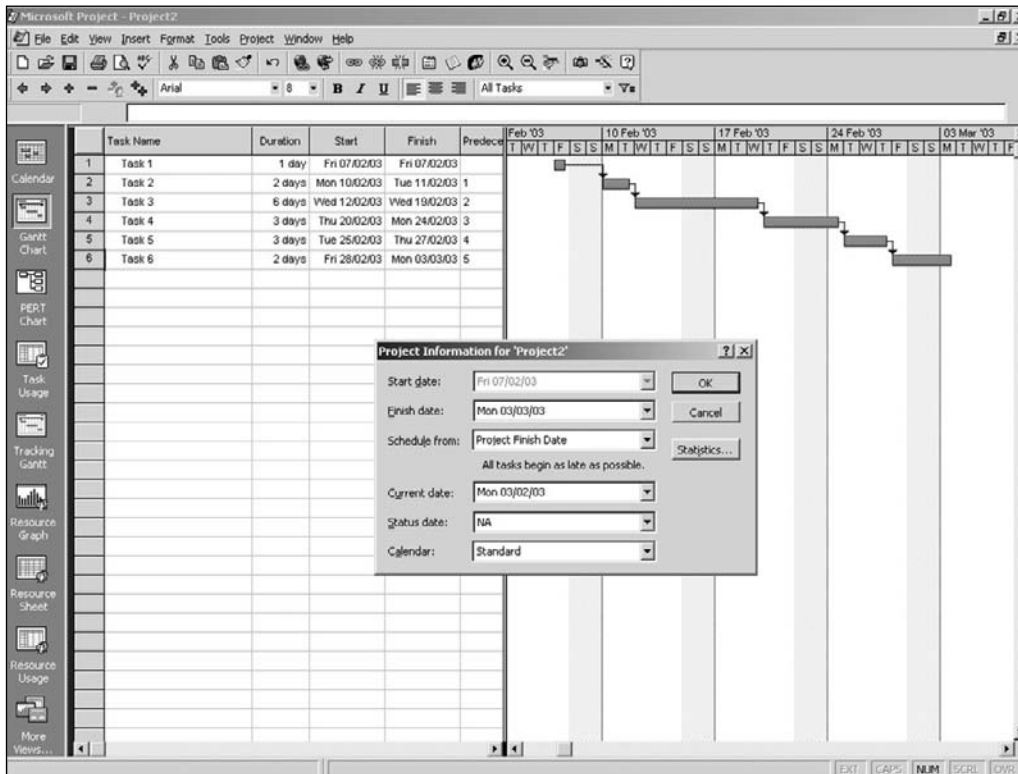 Microsoft Project - Project2
File Edit View Insert Format Tools Project Window Help
Arial 8 B I U All Tasks
Task Name Duration Start Finish Predece
Feb '03 10 Feb '03 17 Feb '03 24 Feb '03 03 Mar '03
T W T F S S M T W T F S S M T W T F S S M T W T F S S M T W T F
1 Task 1 1 day Fri 07/02/03 Fri 07/02/03
2 Task 2 2 days Mon 10/02/03 Tue 11/02/03 1
3 Task 3 6 days Wed 12/02/03 Wed 19/02/03 2
4 Task 4 3 days Thu 20/02/03 Mon 24/02/03 3
5 Task 5 3 days Tue 25/02/03 Thu 27/02/03 4
6 Task 6 2 days Fri 28/02/03 Mon 03/03/03 5
Calendar
Gantt
Chart
PERT
Chart
Task
Usage
Tracking
Gantt
Resource
Graph
Resource
Sheet
Resource
Usage
More
Views...
Project Information for 'Project2'
Start date: Fri 07/02/03 OK
Finish date: Mon 03/03/03 Cancel
Schedule from: Project Finish Date Statistics...
All tasks begin as late as possible.
Current date: Mon 03/02/03
Status date: NA
Calendar: Standard
EXT CAPS NUM SCRL OVR